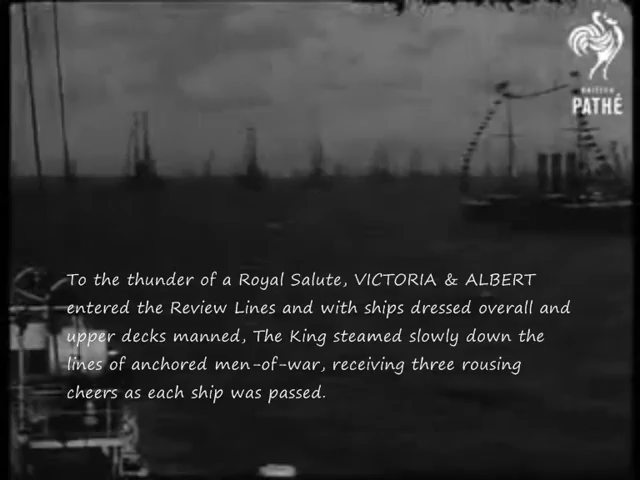 BRITISH
PATHÉ
To the thunder of a Royal Salute, VICTORIA & ALBERT
entered the Review Lines and with ships dressed overall and
upper decks manned, The King steamed slowly down the
lines of anchored men-of-war, receiving three rousing
cheers as each ship was passed.